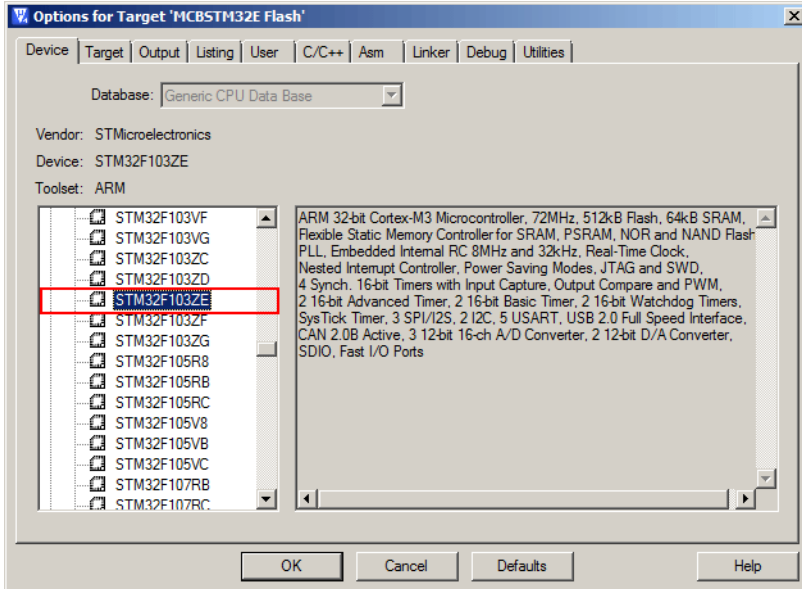 Options for Target 'MCBSTM32E Flash'
Device Target Output Listing User C/C++ Asm Linker Debug Utilities
Database: Generic CPU Data Base
Vendor: STMicroelectronics
Device: STM32F103ZE
Toolset: ARM
STM32F103VF
STM32F103VG
STM32F103ZC
STM32F103ZD
STM32F103ZE
STM32F103ZF
STM32F103ZG
STM32F105R8
STM32F105RB
STM32F105RC
STM32F105V8
STM32F105VB
STM32F105VC
STM32F107RB
STM32F107RC
ARM 32-bit Cortex-M3 Microcontroller, 72MHz, 512kB Flash, 64kB SRAM,
Flexible Static Memory Controller for SRAM, PSRAM, NOR and NAND Flash
PLL, Embedded Internal RC 8MHz and 32kHz, Real-Time Clock,
Nested Interrupt Controller, Power Saving Modes, JTAG and SWD,
4 Synch. 16-bit Timers with Input Capture, Output Compare and PWM,
2 16-bit Advanced Timer, 2 16-bit Basic Timer, 2 16-bit Watchdog Timers,
SysTick Timer, 3 SPI/I2S, 2 I2C, 5 USART, USB 2.0 Full Speed Interface,
CAN 2.0B Active, 3 12-bit 16-ch A/D Converter, 2 12-bit D/A Converter,
SDIO, Fast I/O Ports
OK Cancel Defaults Help